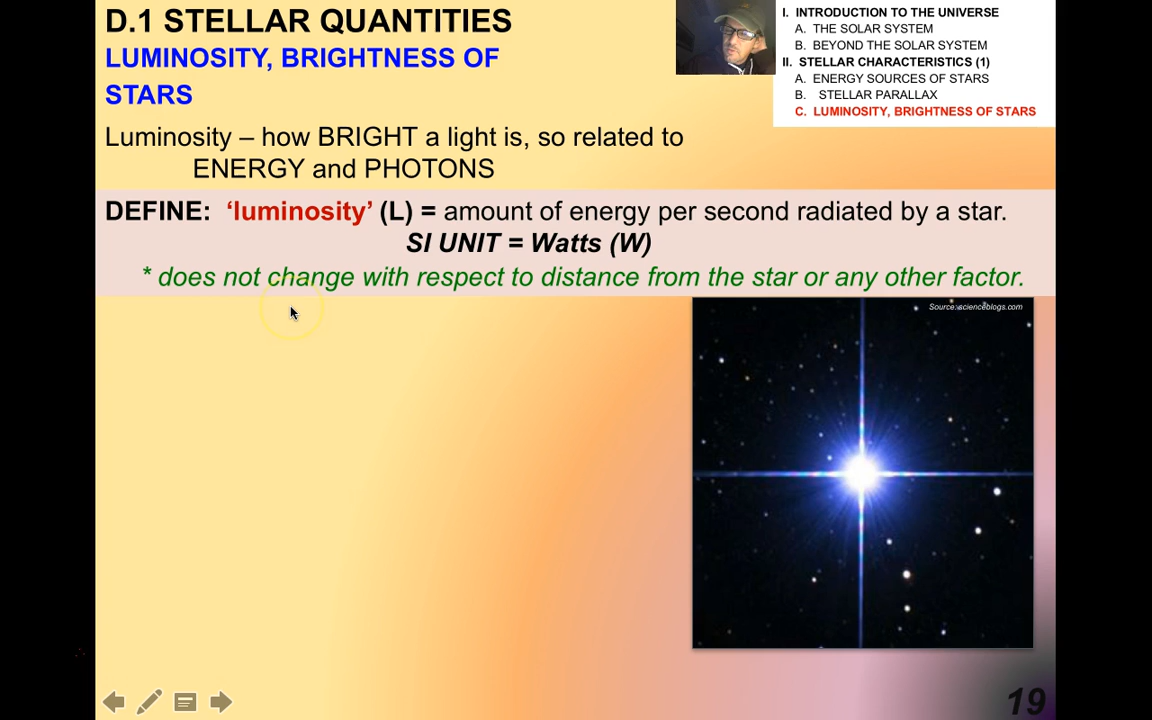 D.1 STELLAR QUANTITIES
LUMINOSITY, BRIGHTNESS OF
STARS
I. INTRODUCTION TO THE UNIVERSE
A. THE SOLAR SYSTEM
B. BEYOND THE SOLAR SYSTEM
II. STELLAR CHARACTERISTICS (1)
A. ENERGY SOURCES OF STARS
B. STELLAR PARALLAX
C. LUMINOSITY, BRIGHTNESS OF STARS
Luminosity – how BRIGHT a light is, so related to
ENERGY and PHOTONS
DEFINE: ‘luminosity’ (L) = amount of energy per second radiated by a star.
SI UNIT = Watts (W)
* does not change with respect to distance from the star or any other factor.
Source:scienceblogs.com
19